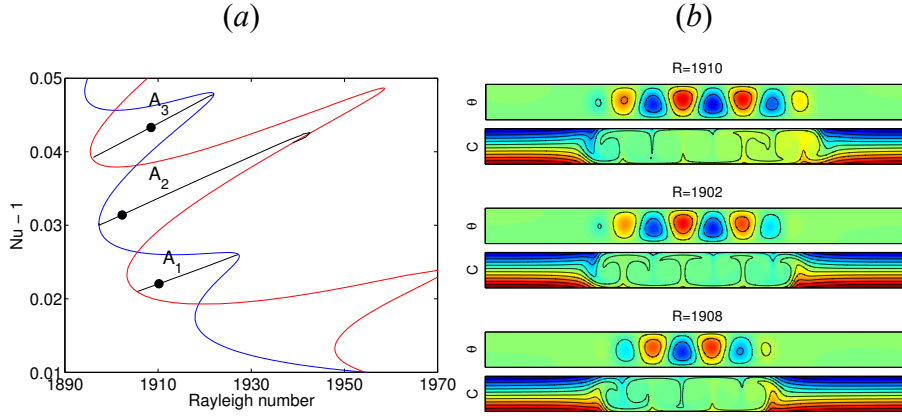 (a)
0.05
0.04
0.03
0.02
0.01
Nu − 1
A3
A2
A1
1890 1910 1930 1950 1970
Rayleigh number
(b)
R=1910
θ
C
R=1902
θ
C
R=1908
θ
C